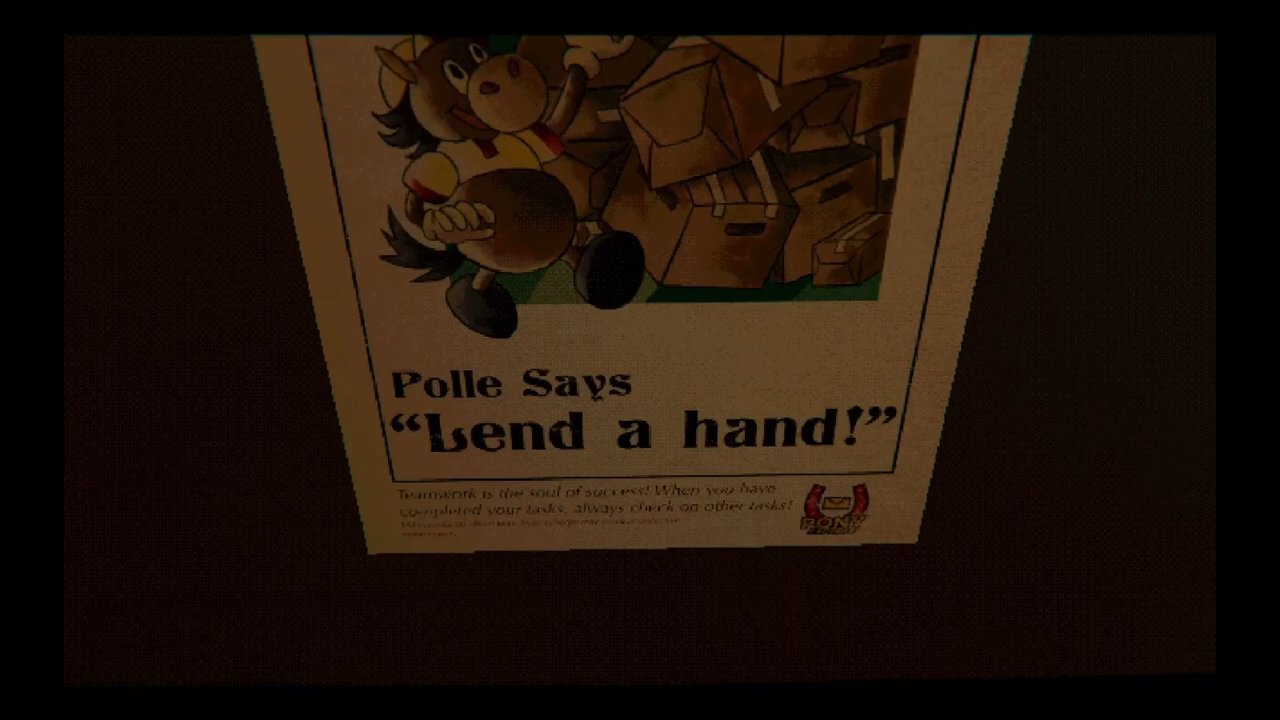 Polle Says
“Lend a hand!”
Teamwork is the soul of success! When you have
completed your tasks, always check on other tasks!
PONY
EXPRESS